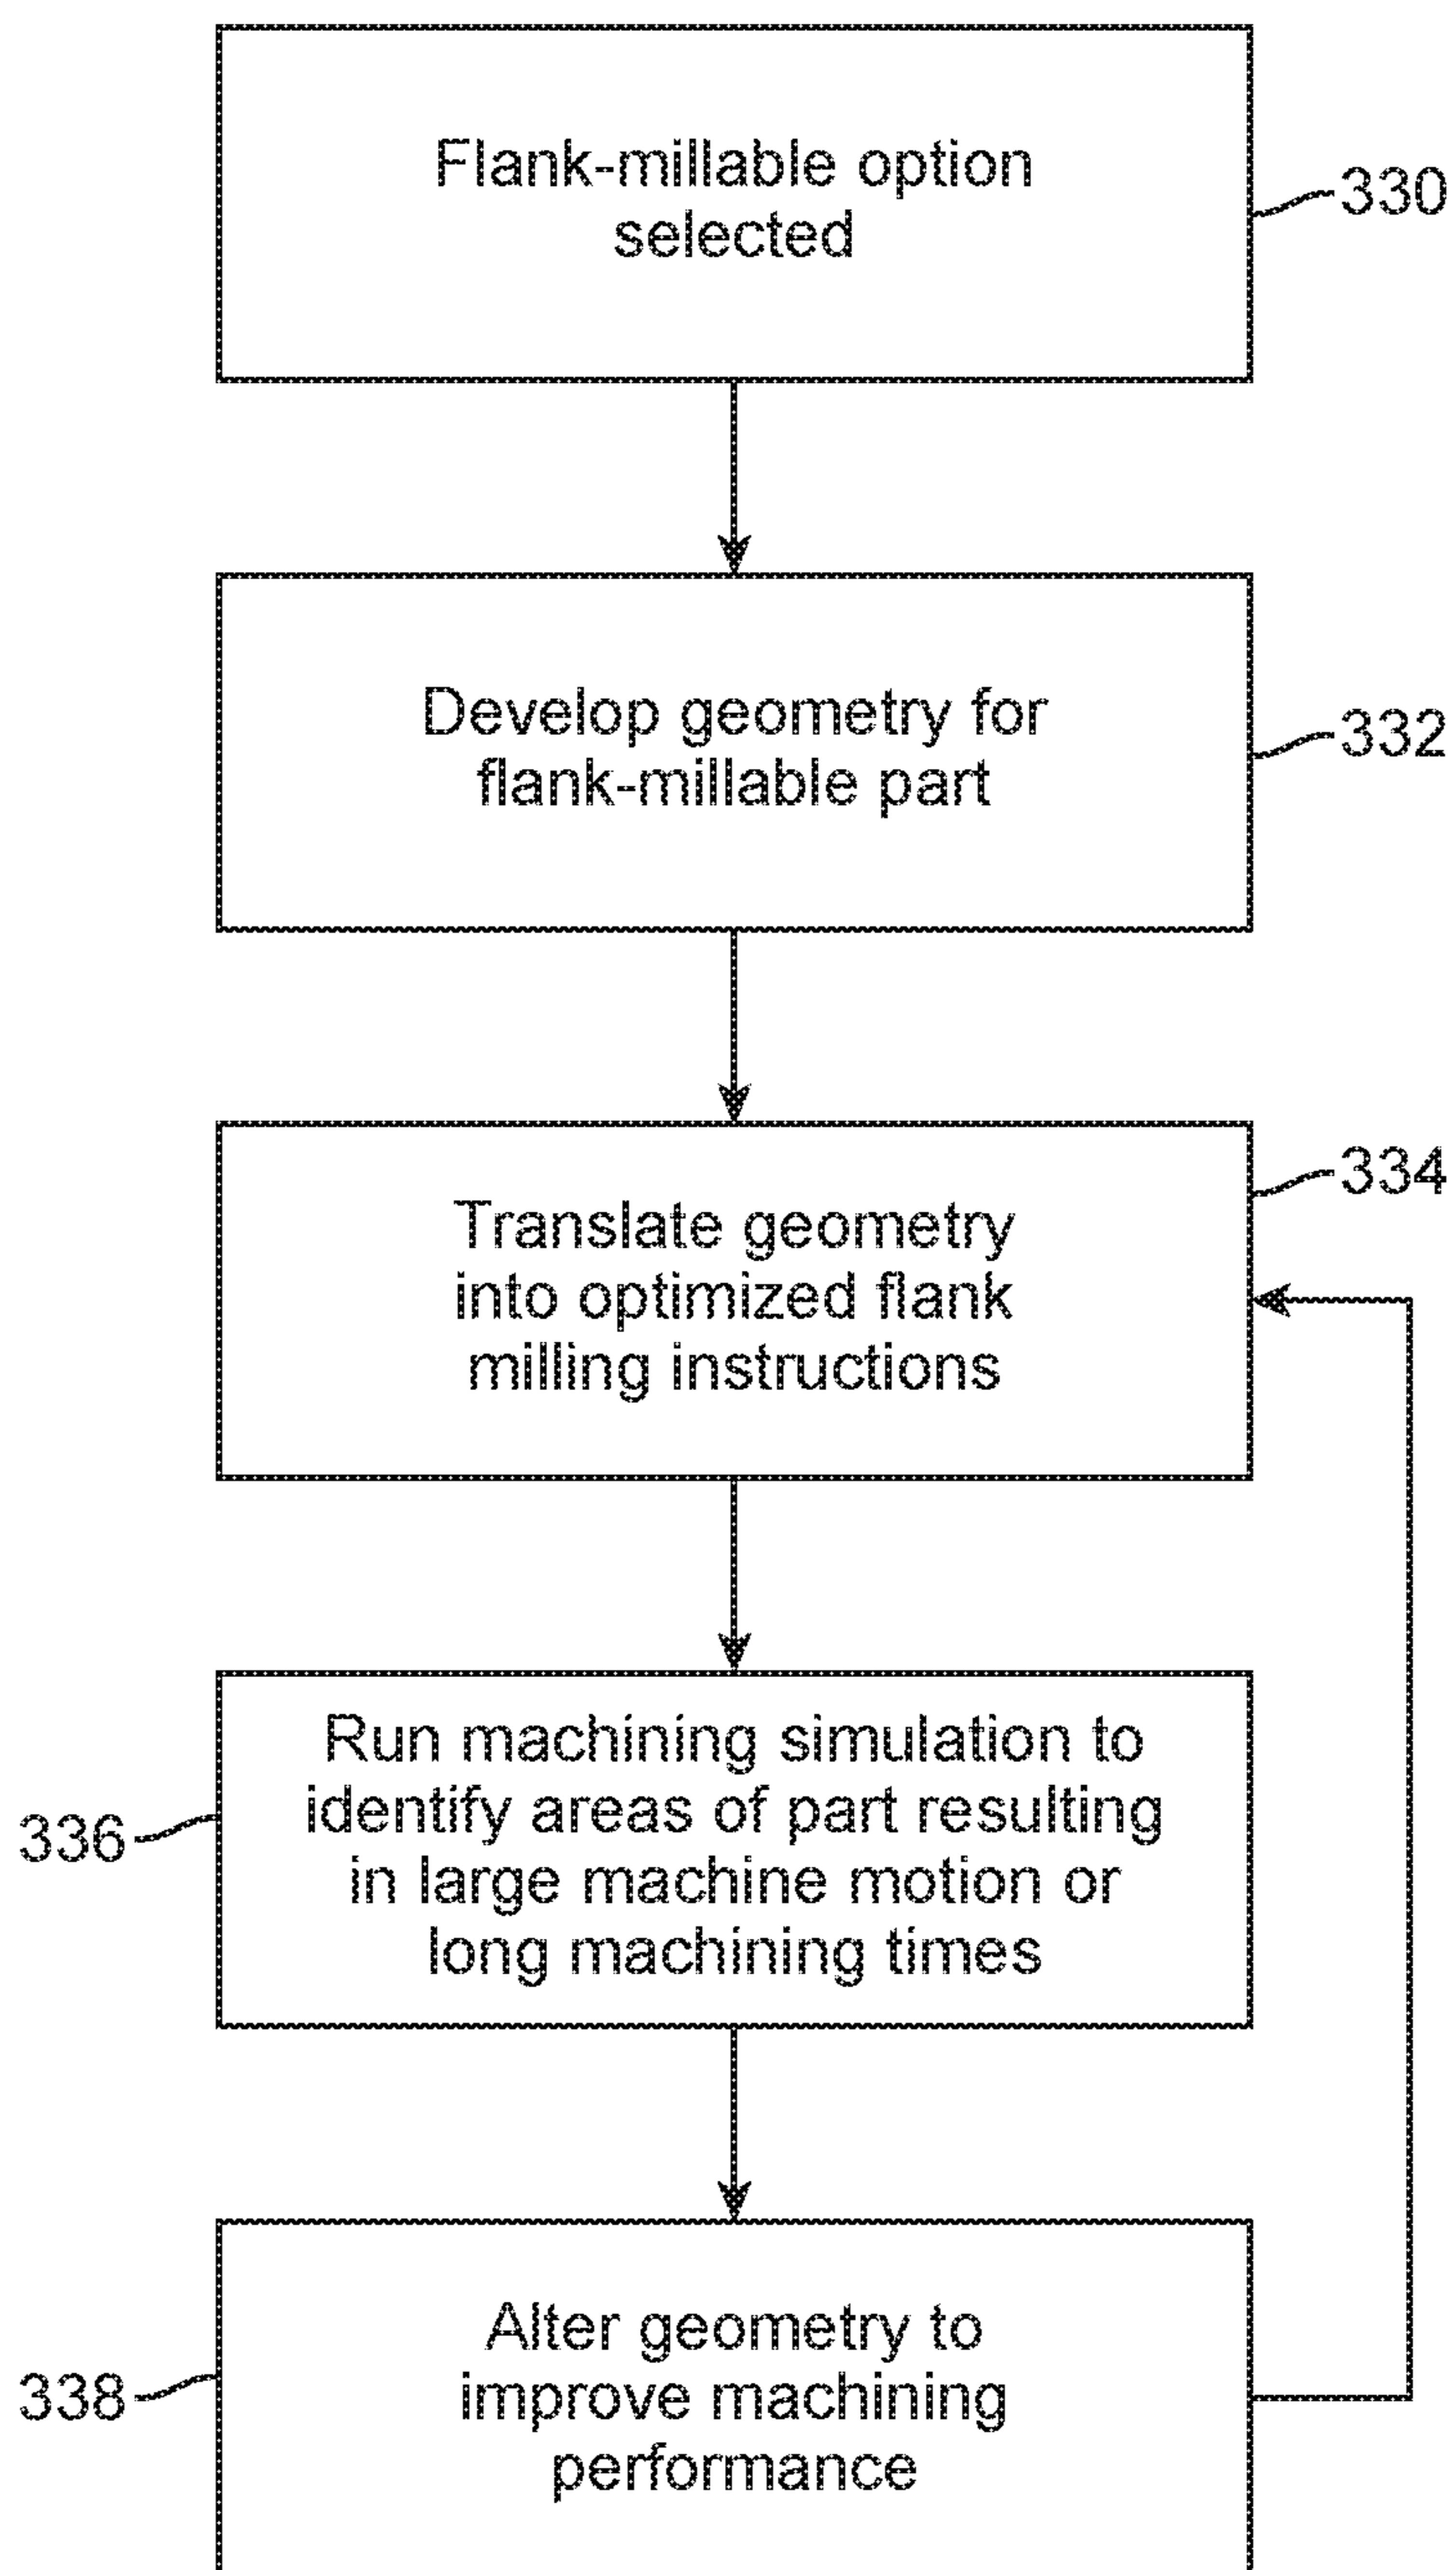 Flank-millable option
selected
330
Develop geometry for
flank-millable part
332
Translate geometry
into optimized flank
milling instructions
334
Run machining simulation to
identify areas of part resulting
in large machine motion or
long machining times
336
Alter geometry to
improve machining
performance
338